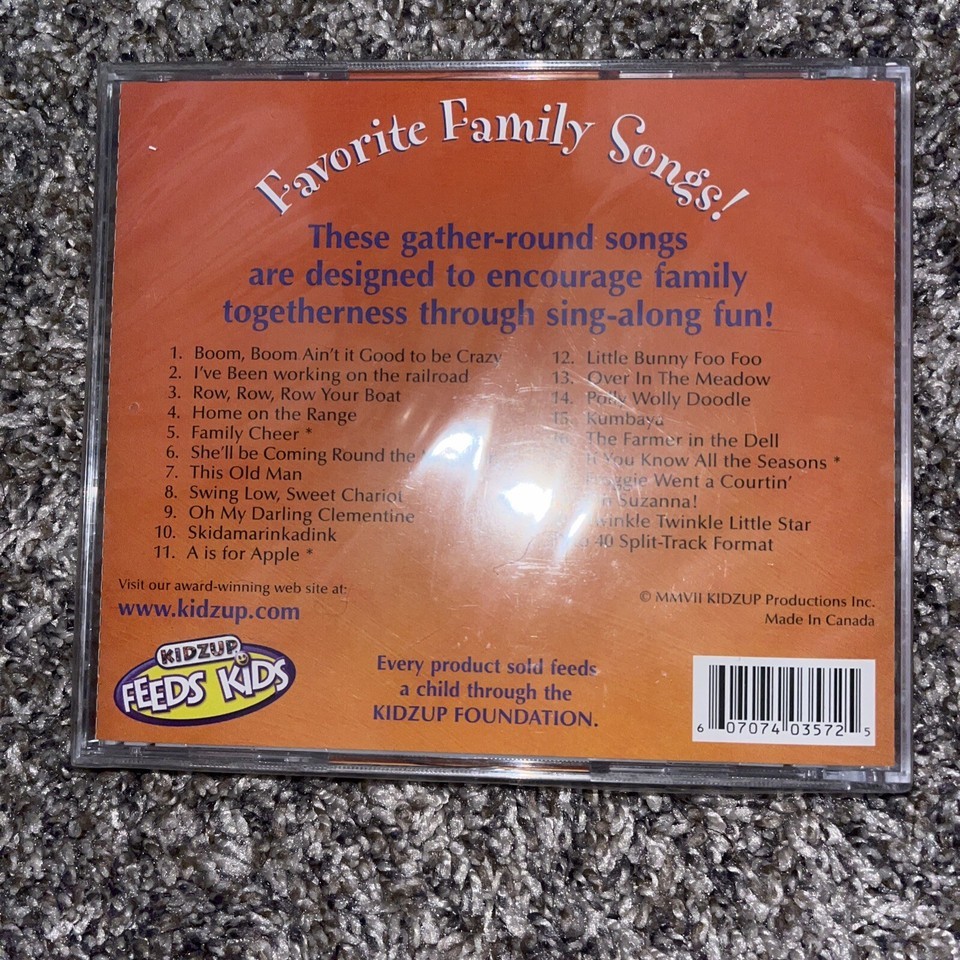 Favorite Family Songs!
These gather-round songs
are designed to encourage family
togetherness through sing-along fun!
1. Boom, Boom Ain't it Good to be Crazy
2. I've Been working on the railroad
3. Row, Row, Row Your Boat
4. Home on the Range
5. Family Cheer *
6. She'll be Coming Round the
7. This Old Man
8. Swing Low, Sweet Chariot
9. Oh My Darling Clementine
10. Skidamarinkadink
11. A is for Apple *
12. Little Bunny Foo Foo
13. Over In The Meadow
14. Polly Wolly Doodle
15. Kumbaya
16. The Farmer in the Dell
If You Know All the Seasons *
Went a Courtin'
Suzanna!
Twinkle Little Star
40 Split-Track Format
Visit our award-winning web site at:
www.kidzup.com
© MMVII KIDZUP Productions Inc.
Made In Canada
KIDZUP
FEEDS KIDS
Every product sold feeds
a child through the
KIDZUP FOUNDATION.
6 07074 03572 5